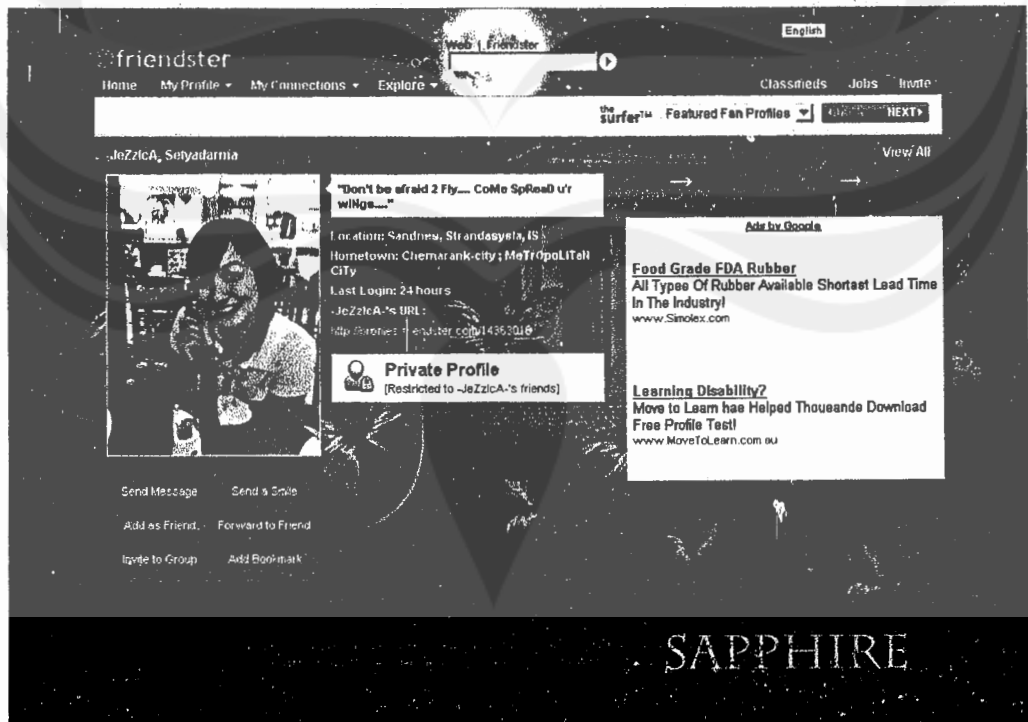 English
friendster
Web | Friendster
Home My Profile My Connections Explore Classifieds Jobs Invite
the surfer™ Featured Fan Profiles NEXT
JeZzIcA, Setyadarnia
View All
"Don't be afraid 2 Fly.... CoMe SpReaD u'r
wiNgs...."
Location: Sandnes, Strandasysla, IS
Hometown: Chemarank-city ; MeTrOpoLiTaN
CiTy
Last Login: 24 hours
-JeZzIcA-'s URL:
Private Profile
[Restricted to -JeZzIcA-'s friends]
Ads by Google
Food Grade FDA Rubber
All Types Of Rubber Available Shortest Lead Time
In The Industry!
www.Simolex.com
Learning Disability?
Move to Learn hae Helped Thoueande Download
Free Profile Test!
www.MoveToLearn.com.au
Send Message Send a Smile
Add as Friend Forward to Friend
Invite to Group Add Bookmark
SAPPHIRE